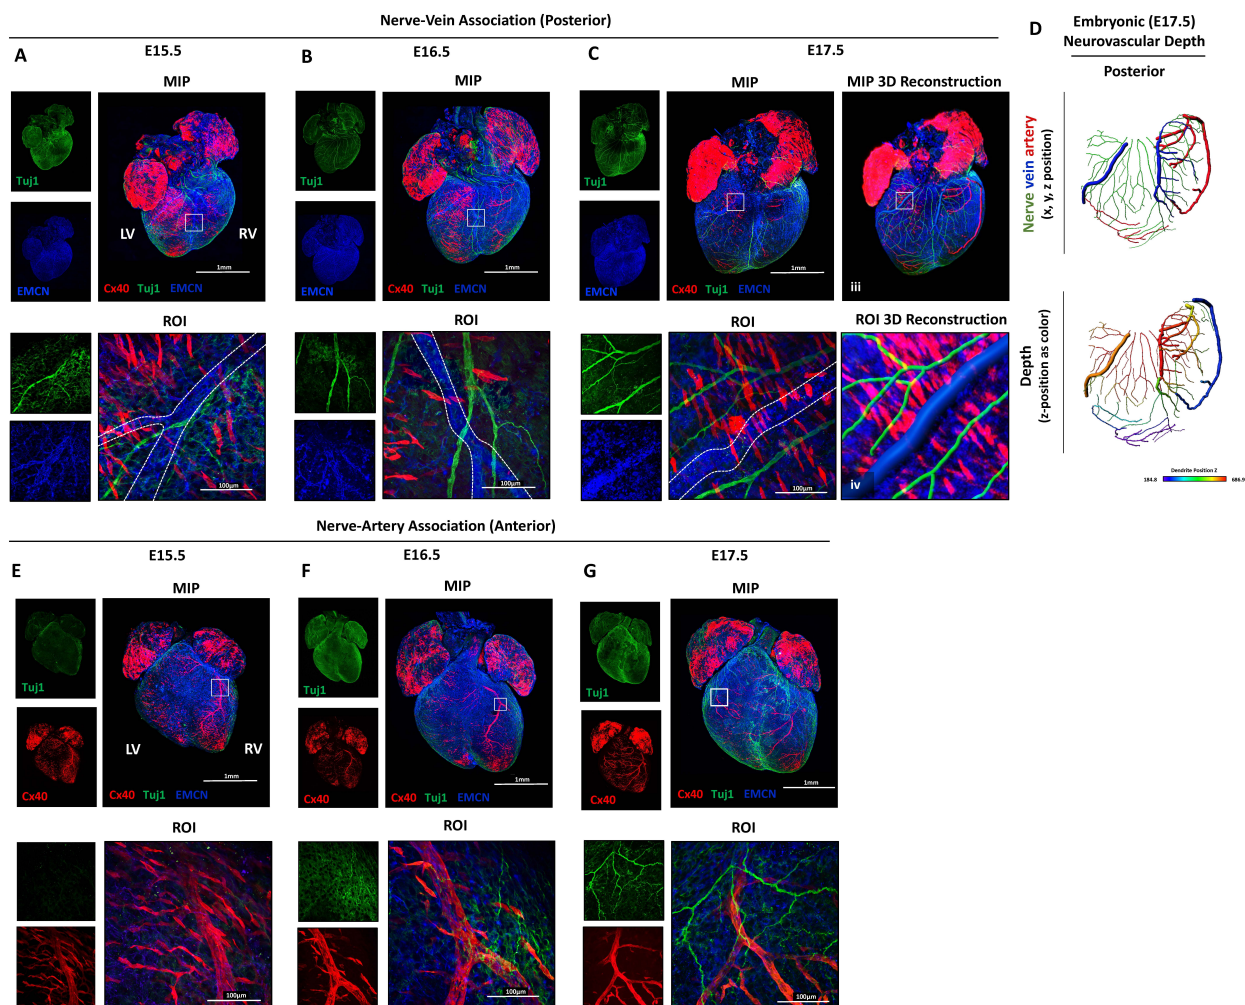 Nerve-Vein Association (Posterior)
A
E15.5
MIP
Tuj1
EMCN
LV
RV
1mm
Cx40 Tuj1 EMCN
ROI
100µm
B
E16.5
MIP
Tuj1
EMCN
1mm
Cx40 Tuj1 EMCN
ROI
100µm
C
E17.5
MIP
MIP 3D Reconstruction
Tuj1
EMCN
1mm
Cx40 Tuj1 EMCN
iii
ROI
ROI 3D Reconstruction
100µm
iv
D
Embryonic (E17.5)
Neurovascular Depth
Posterior
Nerve vein artery
(x, y, z position)
Depth
(z-position as color)
Dendrite Position Z
184.8
686.9
Nerve-Artery Association (Anterior)
E
E15.5
MIP
Tuj1
Cx40
LV
RV
1mm
Cx40 Tuj1 EMCN
ROI
100µm
F
E16.5
MIP
Tuj1
Cx40
1mm
Cx40 Tuj1 EMCN
ROI
100µm
G
E17.5
MIP
Tuj1
Cx40
1mm
Cx40 Tuj1 EMCN
ROI
100µm